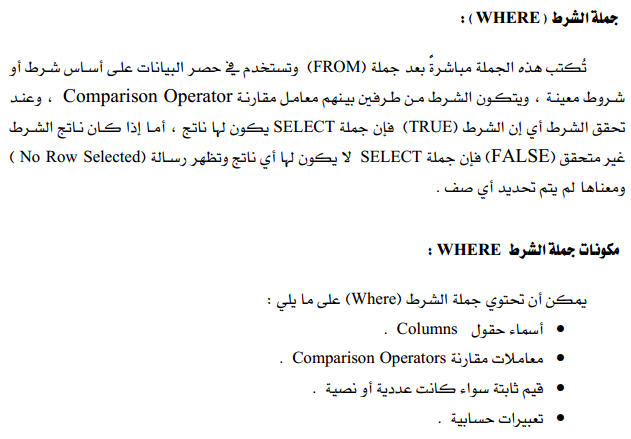 جملة الشرط ( WHERE ) :
تُكتب هذه الجملة مباشرةً بعد جملة (FROM) وتستخدم في حصر البيانات على أساس شرط أو
شروط معينة ، ويتكون الشرط من طرفين بينهم معامل مقارنة Comparison Operator ، وعند
تحقق الشرط أي إن الشرط (TRUE) فإن جملة SELECT يكون لها ناتج ، أما إذا كان ناتج الشرط
غير متحقق (FALSE) فإن جملة SELECT لا يكون لها أي ناتج وتظهر رسالة (No Row Selected )
ومعناها لم يتم تحديد أي صف .
مكونات جملة الشرط WHERE :
يمكن أن تحتوي جملة الشرط (Where) على ما يلي :
• أسماء حقول Columns .
• معاملات مقارنة Comparison Operators .
• قيم ثابتة سواء كانت عددية أو نصية .
• تعبيرات حسابية .